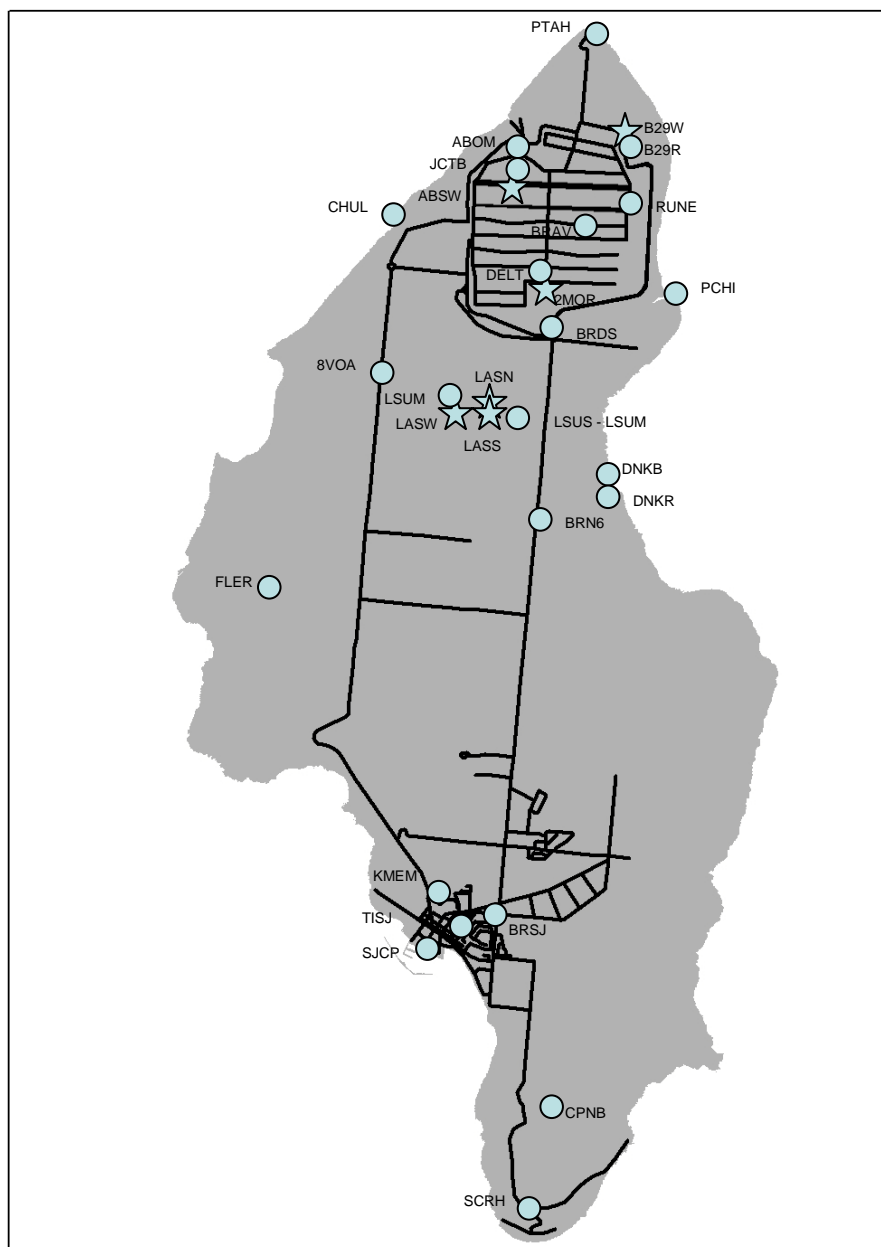 PTAH
B29W
ABOM
B29R
JCTB
ABSW
CHUL
RUNE
BRAV
DELT
PCHI
2MOR
BRDS
8VOA
LASN
LSUM
LASW
LSUS - LSUM
LASS
DNKB
DNKR
BRN6
FLER
KMEM
TISJ
BRSJ
SJCP
CPNB
SCRH